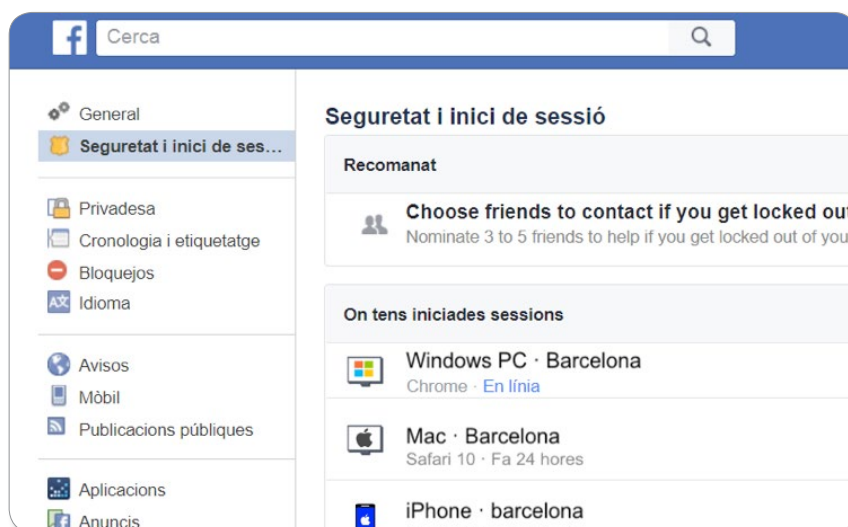 Cerca
General
Seguretat i inici de ses...
Privadesa
Cronologia i etiquetatge
Bloquejos
Idioma
Avisos
Mòbil
Publicacions públiques
Aplicacions
Anuncis
Seguretat i inici de sessió
Recomanat
Choose friends to contact if you get locked out
Nominate 3 to 5 friends to help if you get locked out of you
On tens iniciades sessions
Windows PC · Barcelona
Chrome · En línia
Mac · Barcelona
Safari 10 · Fa 24 hores
iPhone · barcelona